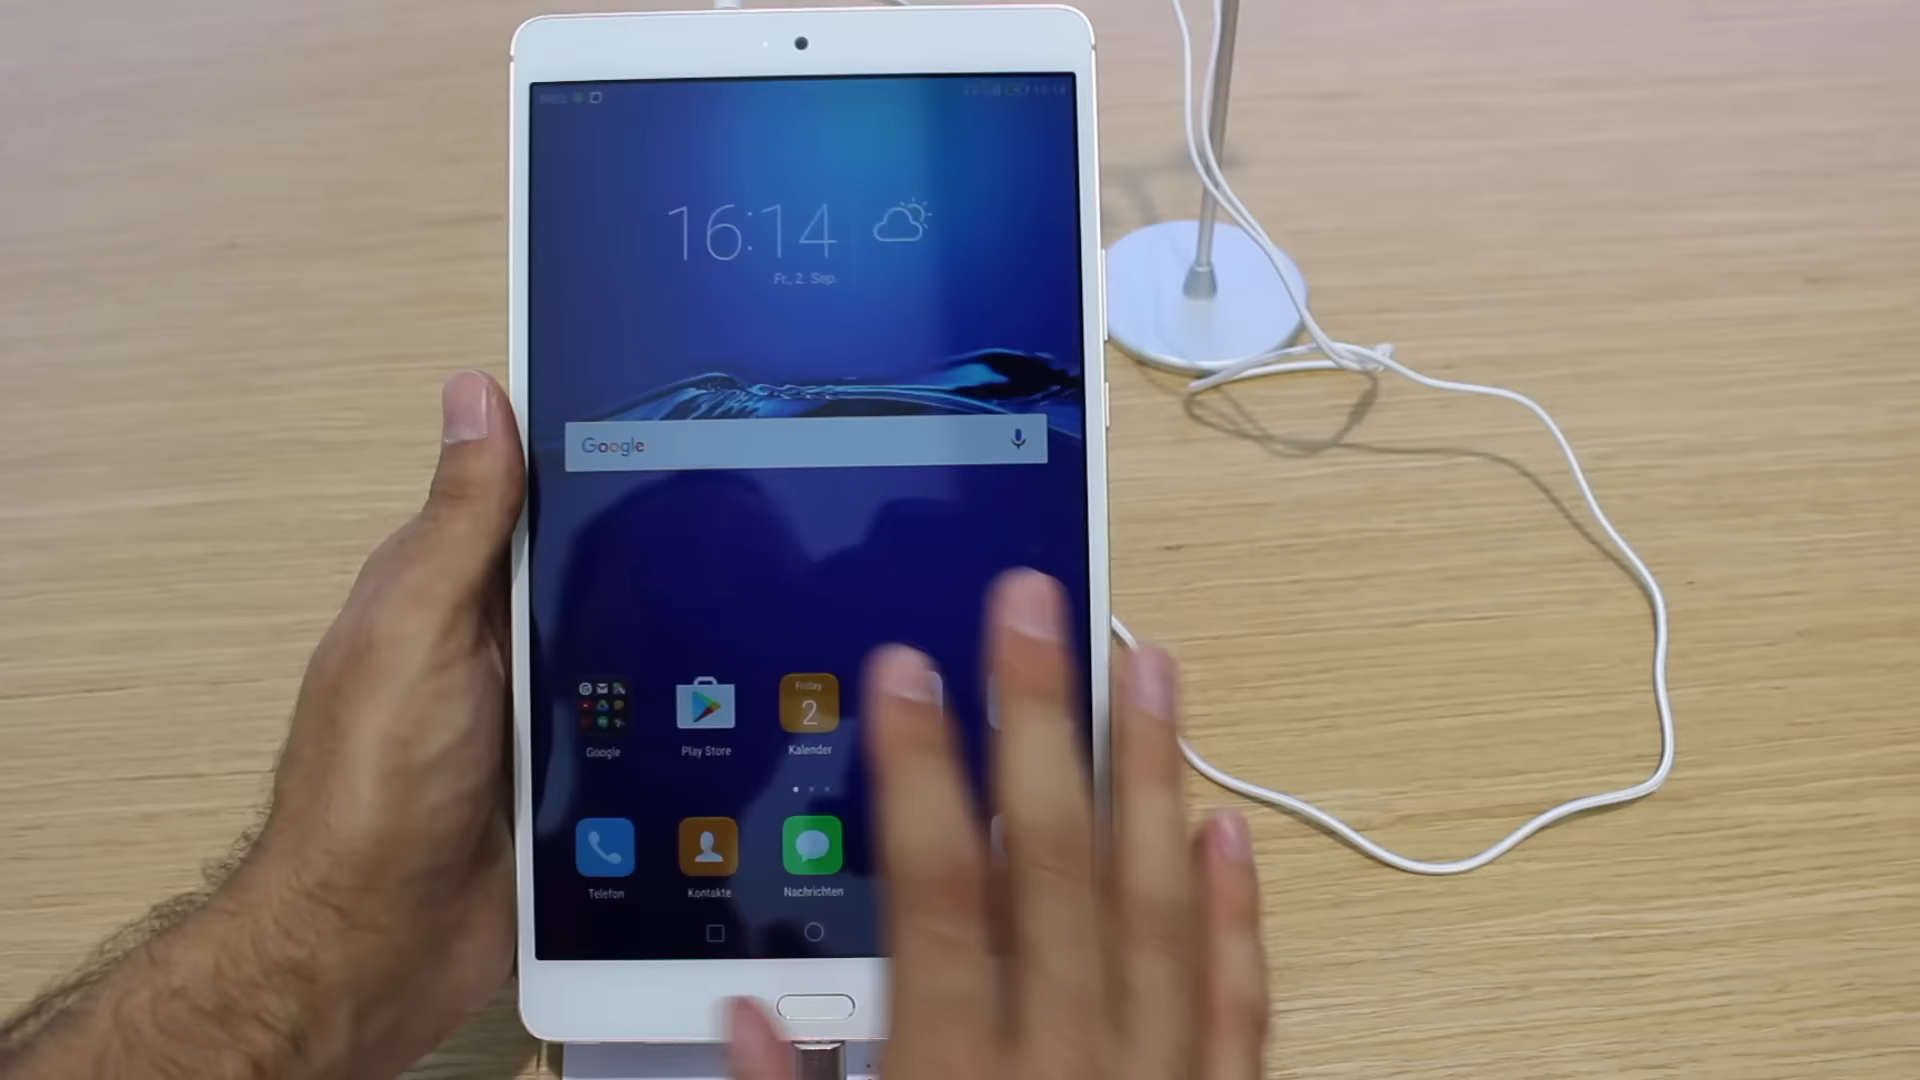 16:14
Fr., 2. Sep.
Google
Google
Play Store
Friday
2
Kalender
Telefon
Kontakte
Nachrichten